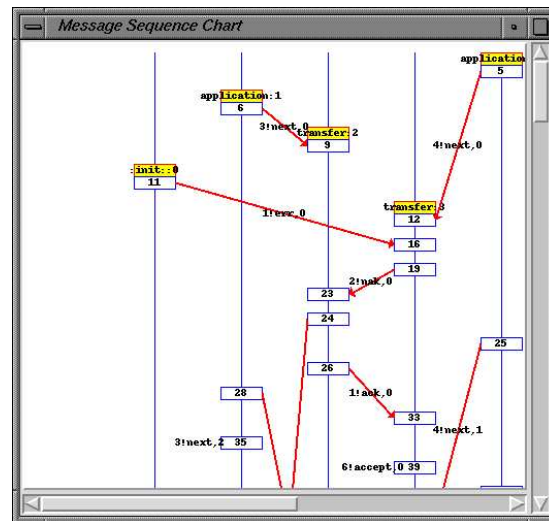 Message Sequence Chart
application
5
application:1
6
3!next,0
transfer:2
9
4!next,0
:init::0
11
transfer:3
12
1!err,0
16
19
2!nak,0
23
24
25
26
28
1!ack,0
33
4!next,1
3!next,2
35
6!accept,0
39